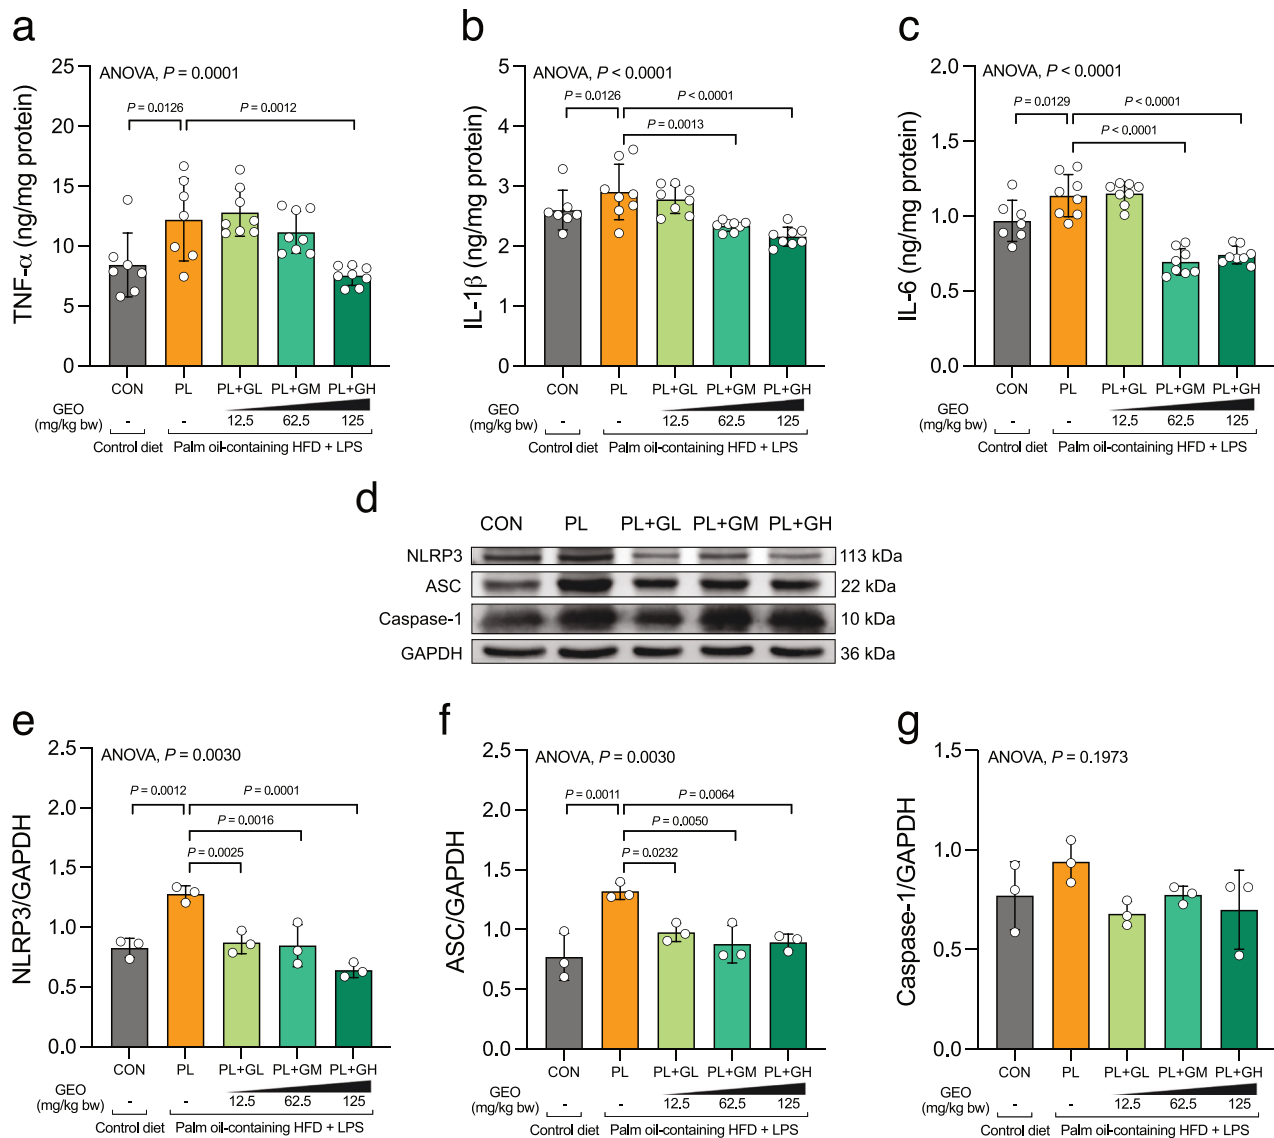 a
ANOVA, P = 0.0001
P = 0.0126
P = 0.0012
TNF-α (ng/mg protein)
25
20
15
10
5
0
CON PL PL+GL PL+GM PL+GH
GEO
(mg/kg bw)
- - 12.5 62.5 125
Control diet Palm oil-containing HFD + LPS
b
ANOVA, P < 0.0001
P = 0.0126
P < 0.0001
P = 0.0013
IL-1β (ng/mg protein)
5
4
3
2
1
0
CON PL PL+GL PL+GM PL+GH
GEO
(mg/kg bw)
- - 12.5 62.5 125
Control diet Palm oil-containing HFD + LPS
c
ANOVA, P < 0.0001
P = 0.0129
P < 0.0001
P < 0.0001
IL-6 (ng/mg protein)
2.0
1.5
1.0
0.5
0.0
CON PL PL+GL PL+GM PL+GH
GEO
(mg/kg bw)
- - 12.5 62.5 125
Control diet Palm oil-containing HFD + LPS
d
CON PL PL+GL PL+GM PL+GH
NLRP3 113 kDa
ASC 22 kDa
Caspase-1 10 kDa
GAPDH 36 kDa
e
ANOVA, P = 0.0030
P = 0.0012
P = 0.0001
P = 0.0016
P = 0.0025
NLRP3/GAPDH
2.5
2.0
1.5
1.0
0.5
0.0
CON PL PL+GL PL+GM PL+GH
GEO
(mg/kg bw)
- - 12.5 62.5 125
Control diet Palm oil-containing HFD + LPS
f
ANOVA, P = 0.0030
P = 0.0011
P = 0.0064
P = 0.0050
P = 0.0232
ASC/GAPDH
2.5
2.0
1.5
1.0
0.5
0.0
CON PL PL+GL PL+GM PL+GH
GEO
(mg/kg bw)
- - 12.5 62.5 125
Control diet Palm oil-containing HFD + LPS
g
ANOVA, P = 0.1973
Caspase-1/GAPDH
1.5
1.0
0.5
0.0
CON PL PL+GL PL+GM PL+GH
GEO
(mg/kg bw)
- - 12.5 62.5 125
Control diet Palm oil-containing HFD + LPS